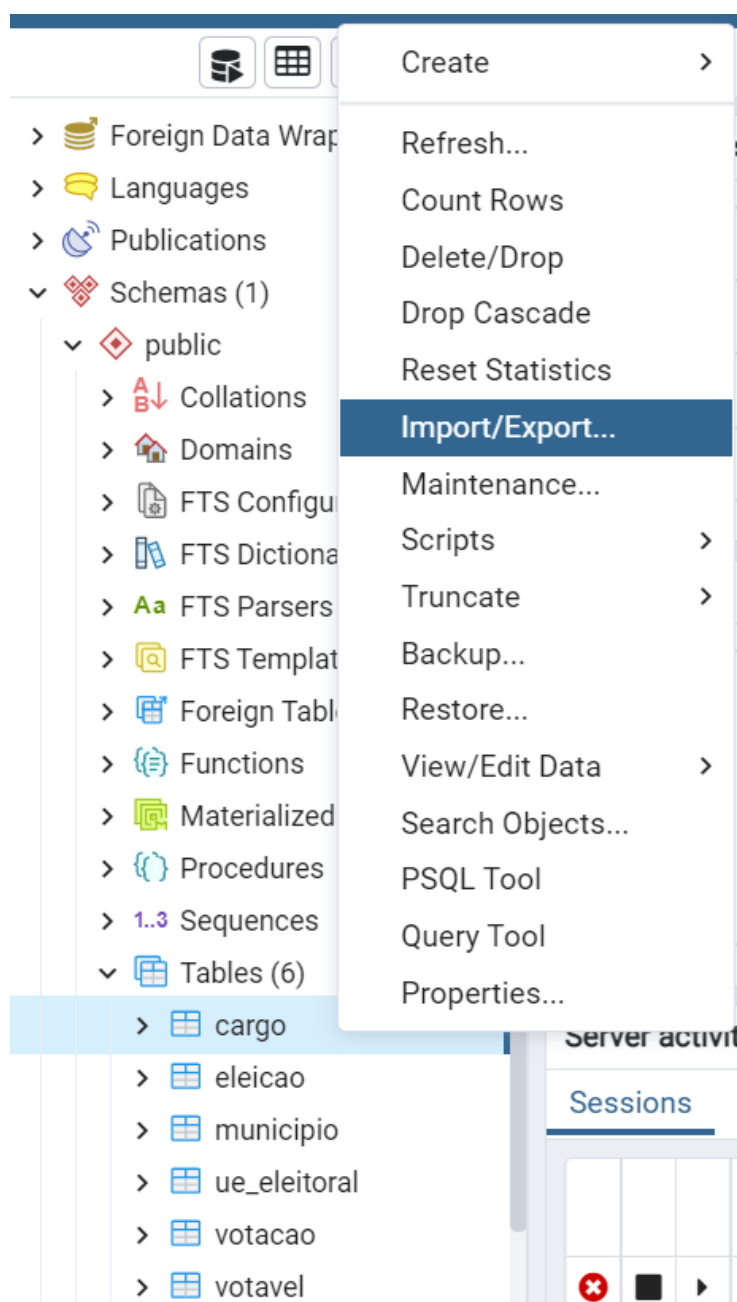 Create
Foreign Data Wrap
Refresh...
Languages
Count Rows
Publications
Delete/Drop
Schemas (1)
Drop Cascade
public
Reset Statistics
Collations
Import/Export...
Domains
Maintenance...
FTS Configu
Scripts
FTS Dictiona
Truncate
Aa FTS Parsers
Backup...
FTS Templat
Restore...
Foreign Tabl
View/Edit Data
Functions
Search Objects...
Materialized
PSQL Tool
Procedures
Query Tool
1..3 Sequences
Properties...
Tables (6)
cargo
Server activit
eleicao
Sessions
municipio
ue_eleitoral
votacao
votavel